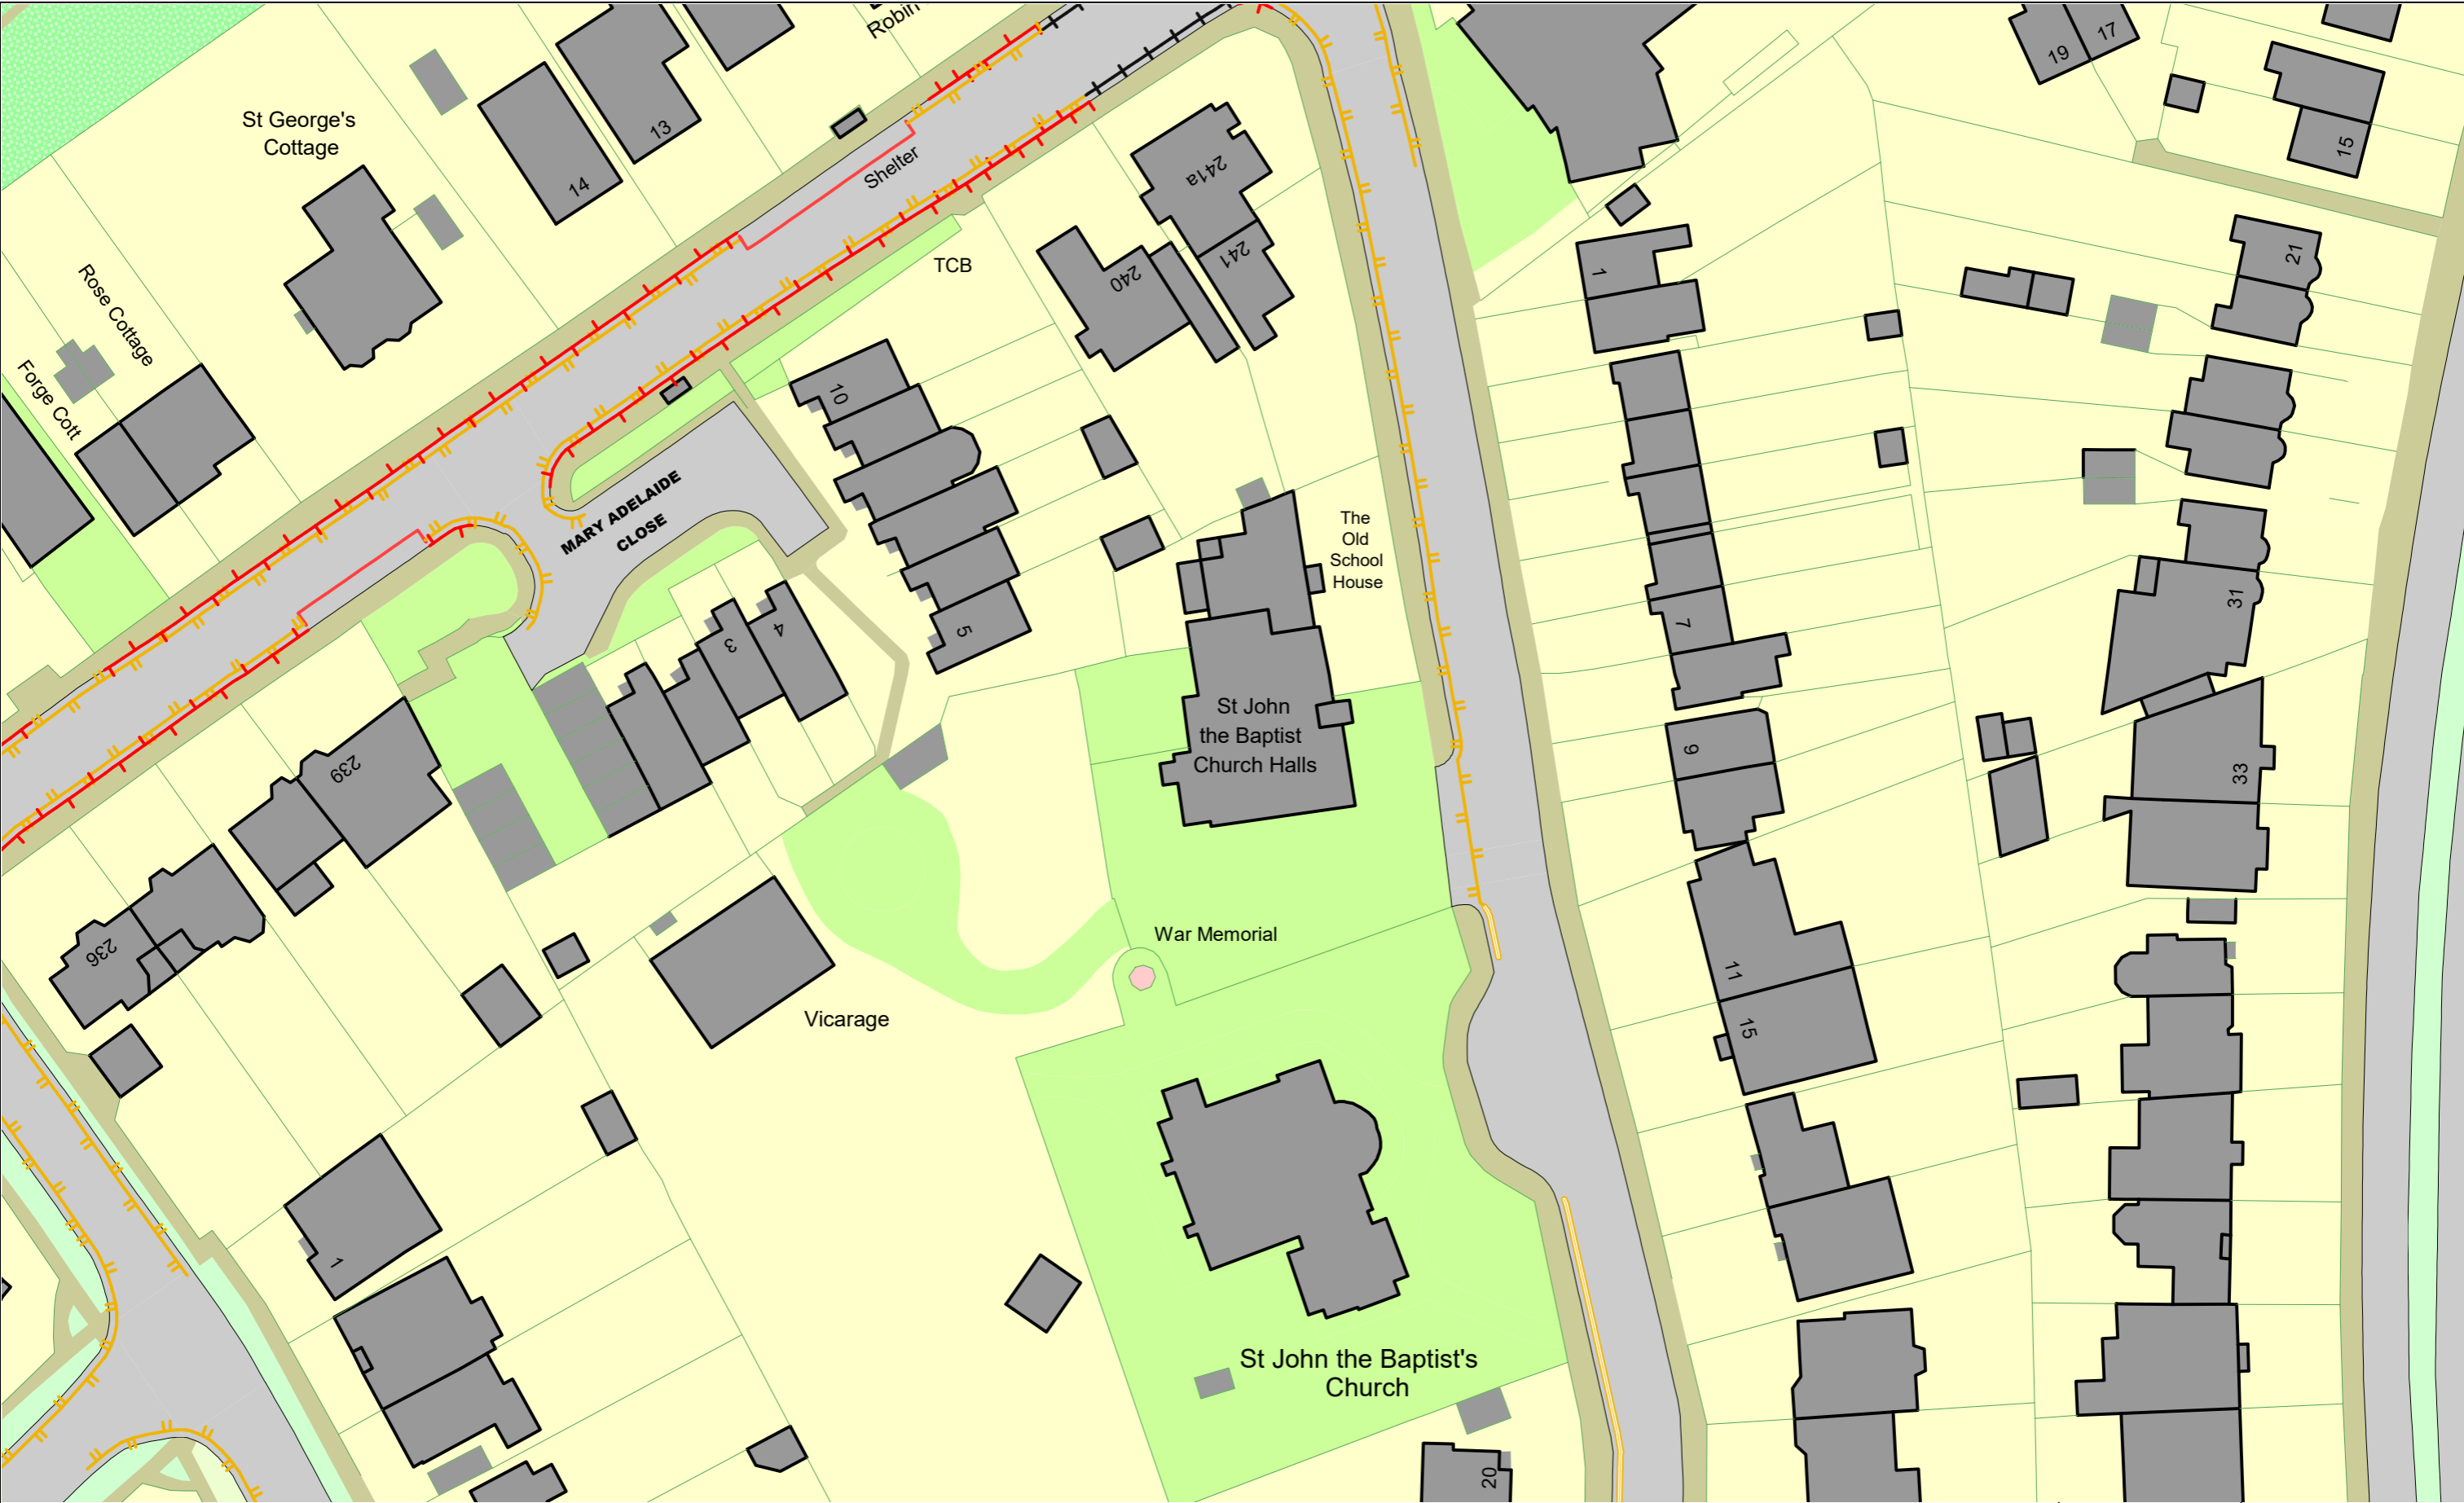 Robin
17
19
St George's
Cottage
13
14
15
Shelter
241a
TCB
240
241
1
21
Rose Cottage
Forge Cott
10
MARY ADELAIDE
CLOSE
The
Old
School
House
3
4
5
7
31
St John
the Baptist
Church Halls
239
9
33
236
War Memorial
11
15
Vicarage
1
St John the Baptist's
Church
20